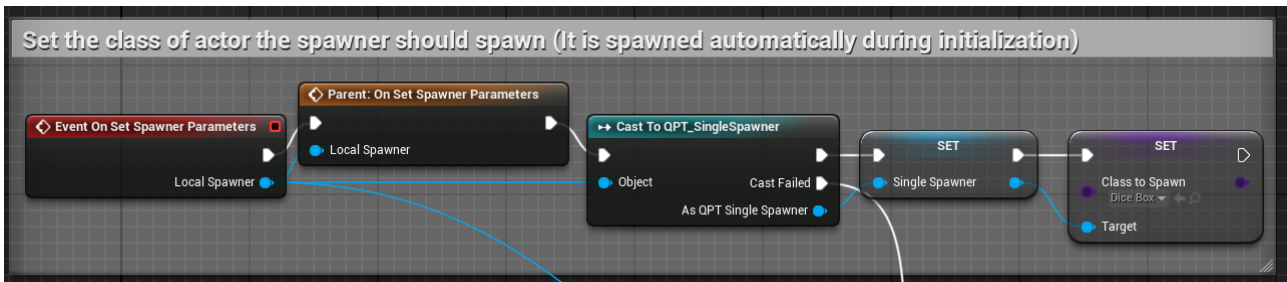 Set the class of actor the spawner should spawn (It is spawned automatically during initialization)
Parent: On Set Spawner Parameters
Local Spawner
Event On Set Spawner Parameters
Local Spawner
Cast To QPT_SingleSpawner
Object
Cast Failed
As QPT Single Spawner
SET
Single Spawner
SET
Class to Spawn
Dice Box
Target